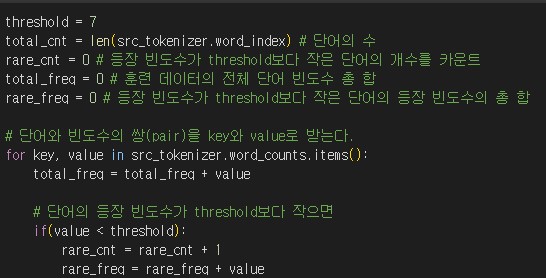 threshold = 7
total_cnt = len(src_tokenizer.word_index) # 단어의 수
rare_cnt = 0 # 등장 빈도수가 threshold보다 작은 단어의 개수를 카운트
total_freq = 0 # 훈련 데이터의 전체 단어 빈도수 총 합
rare_freq = 0 # 등장 빈도수가 threshold보다 작은 단어의 등장 빈도수의 총 합
# 단어와 빈도수의 쌍(pair)을 key와 value로 받는다.
for key, value in src_tokenizer.word_counts.items():
    total_freq = total_freq + value
    # 단어의 등장 빈도수가 threshold보다 작으면
    if(value < threshold):
        rare_cnt = rare_cnt + 1
        rare_freq = rare_freq + value